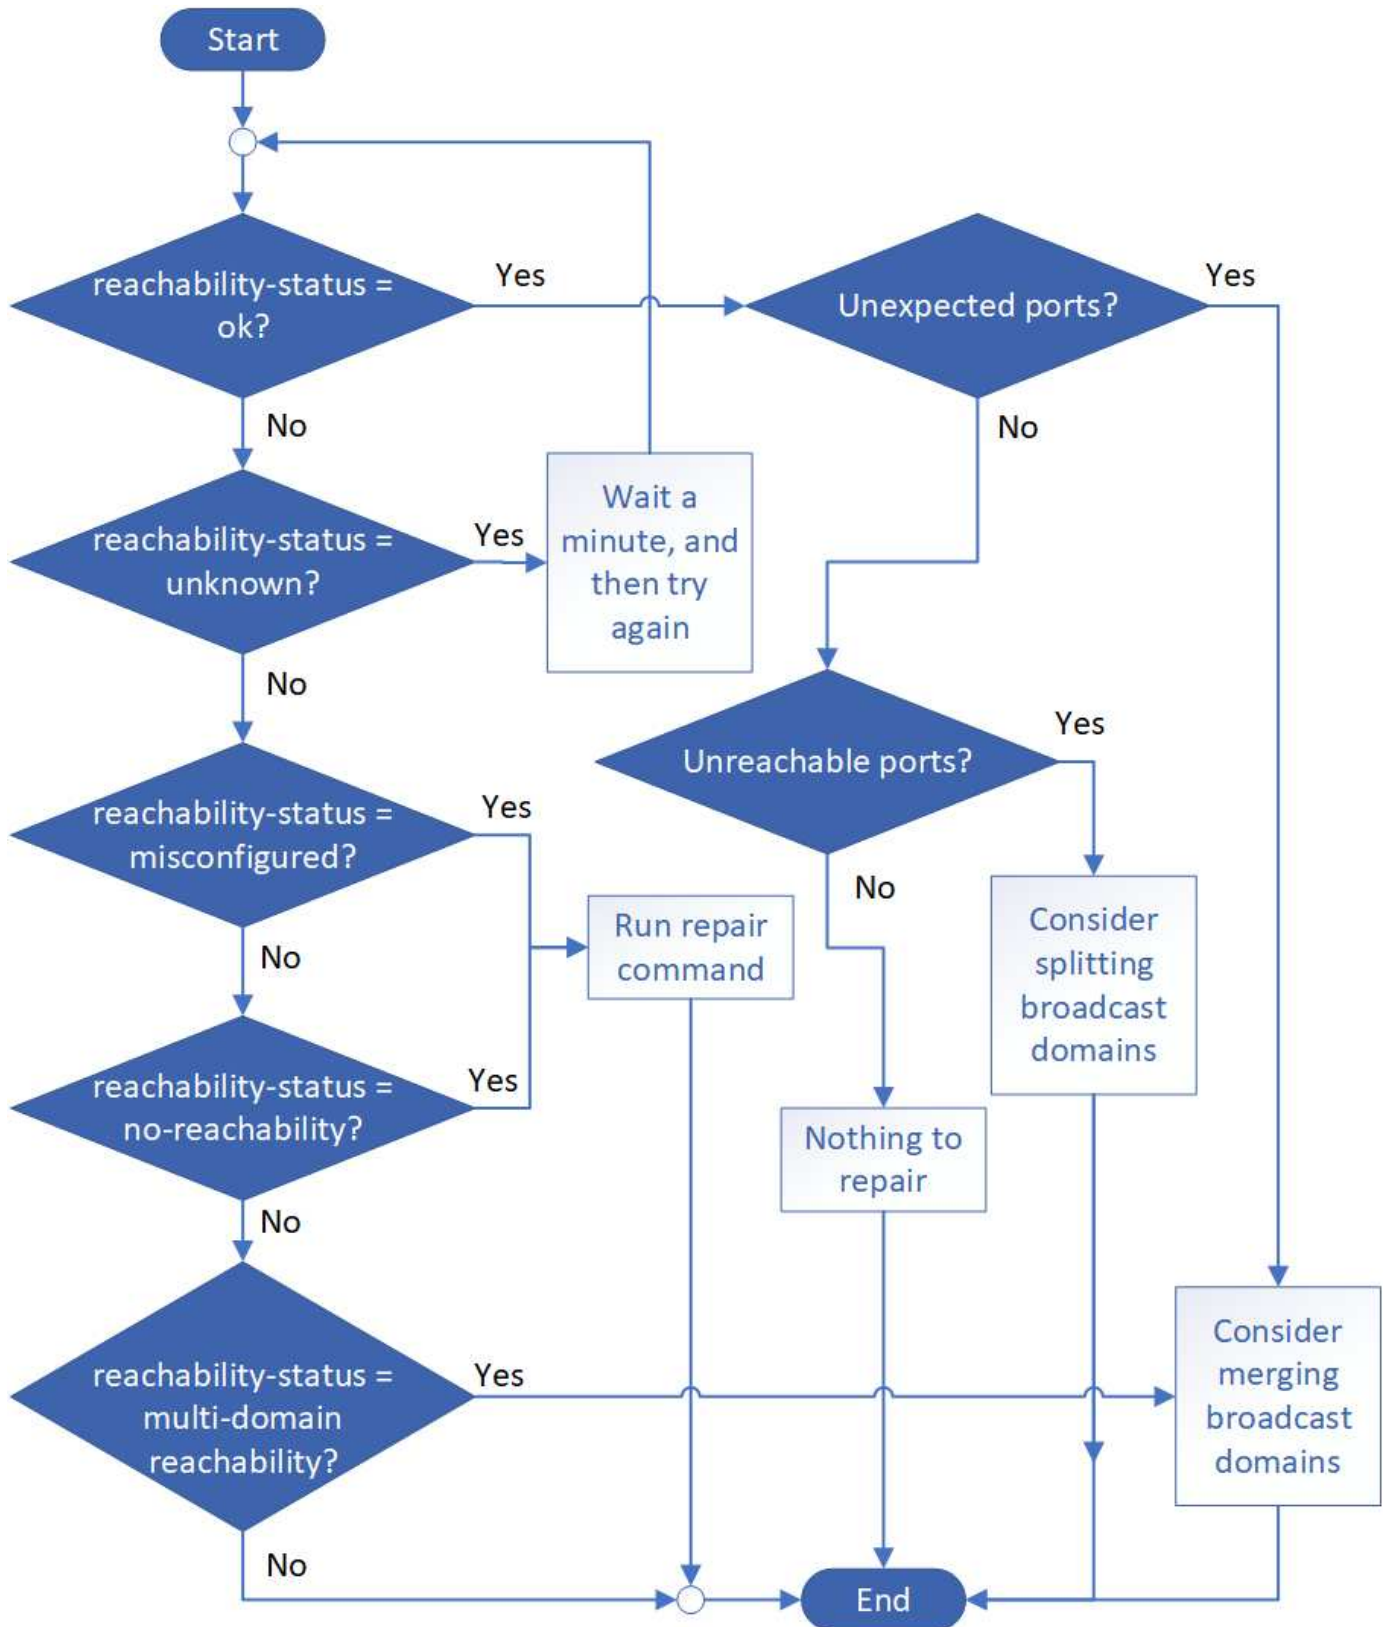 Start
reachability-status =
ok?
Yes
Unexpected ports?
Yes
No
No
Wait a
minute, and
then try
again
reachability-status =
unknown?
Yes
No
Unreachable ports?
Yes
reachability-status =
misconfigured?
Yes
No
Run repair
command
No
Consider
splitting
broadcast
domains
reachability-status =
no-reachability?
Yes
Nothing to
repair
No
reachability-status =
multi-domain
reachability?
Yes
Consider
merging
broadcast
domains
No
End